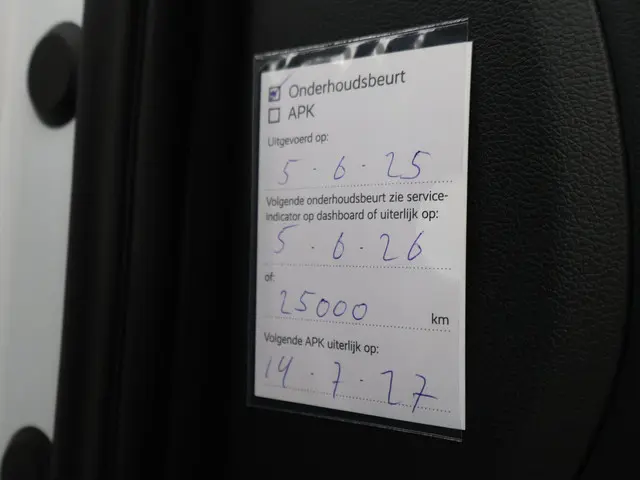 Onderhoudsbeurt
APK
Uitgevoerd op:
5 · 6 · 25
Volgende onderhoudsbeurt zie service-
indicator op dashboard of uiterlijk op:
5 · 6 · 26
of:
25000 km
Volgende APK uiterlijk op:
14 · 7 · 27